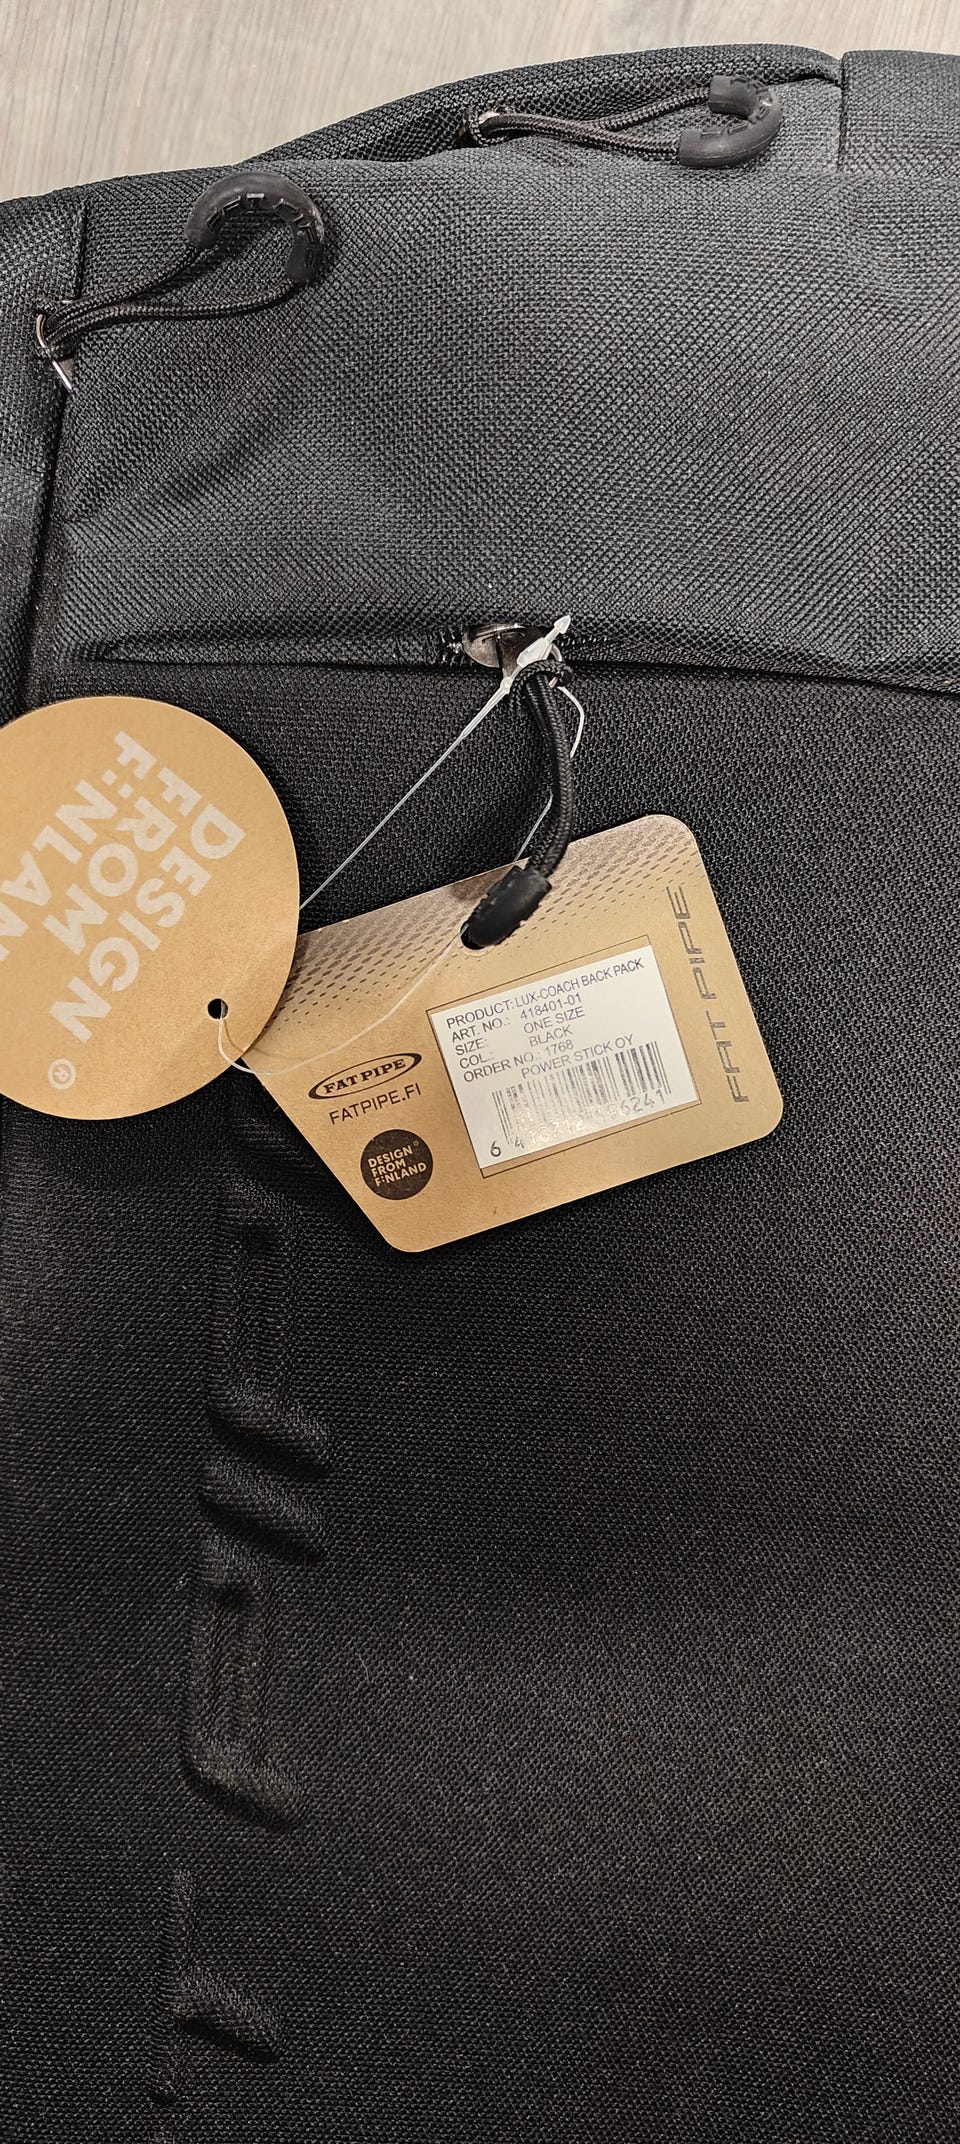 DESIGN
FROM
FINLAN
®
FAT PIPE
FATPIPE.FI
DESIGN®
FROM
FINLAND
PRODUCT: LUX-COACH BACK PACK
ART. NO.: 418401-01
SIZE: ONE SIZE
COL.: BLACK
ORDER NO.: 1768
POWER STICK OY
FAT PIPE